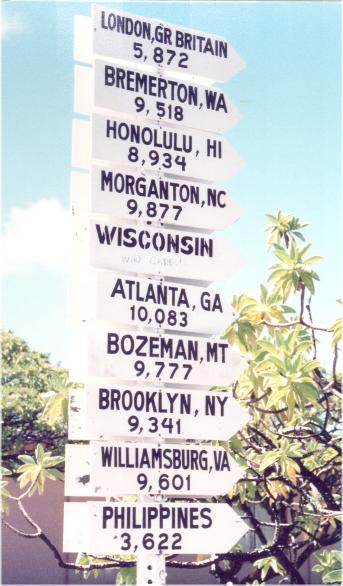 LONDON, GR BRITAIN
5,872
BREMERTON, WA
9,518
HONOLULU, HI
8,934
MORGANTON, NC
9,877
WISCONSIN
WHO CARES!
ATLANTA, GA
10,083
BOZEMAN, MT
9,777
BROOKLYN, NY
9,341
WILLIAMSBURG, VA
9,601
PHILIPPINES
3,622